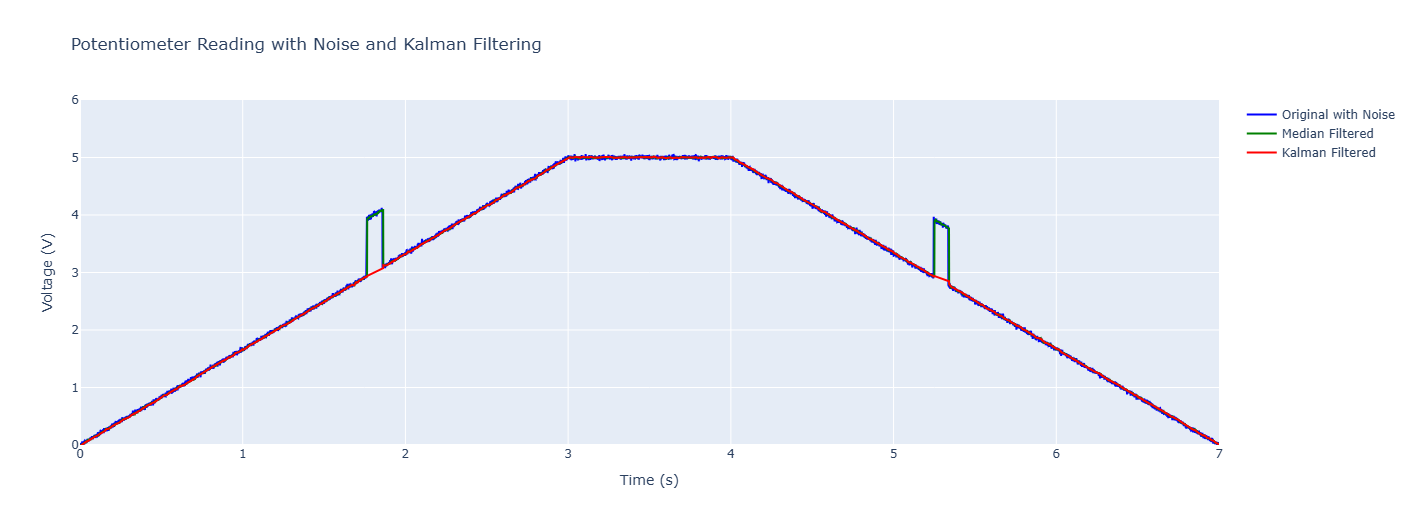 Potentiometer Reading with Noise and Kalman Filtering
Original with Noise
Median Filtered
Kalman Filtered
6
5
4
3
2
1
0
Voltage (V)
0 1 2 3 4 5 6 7
Time (s)